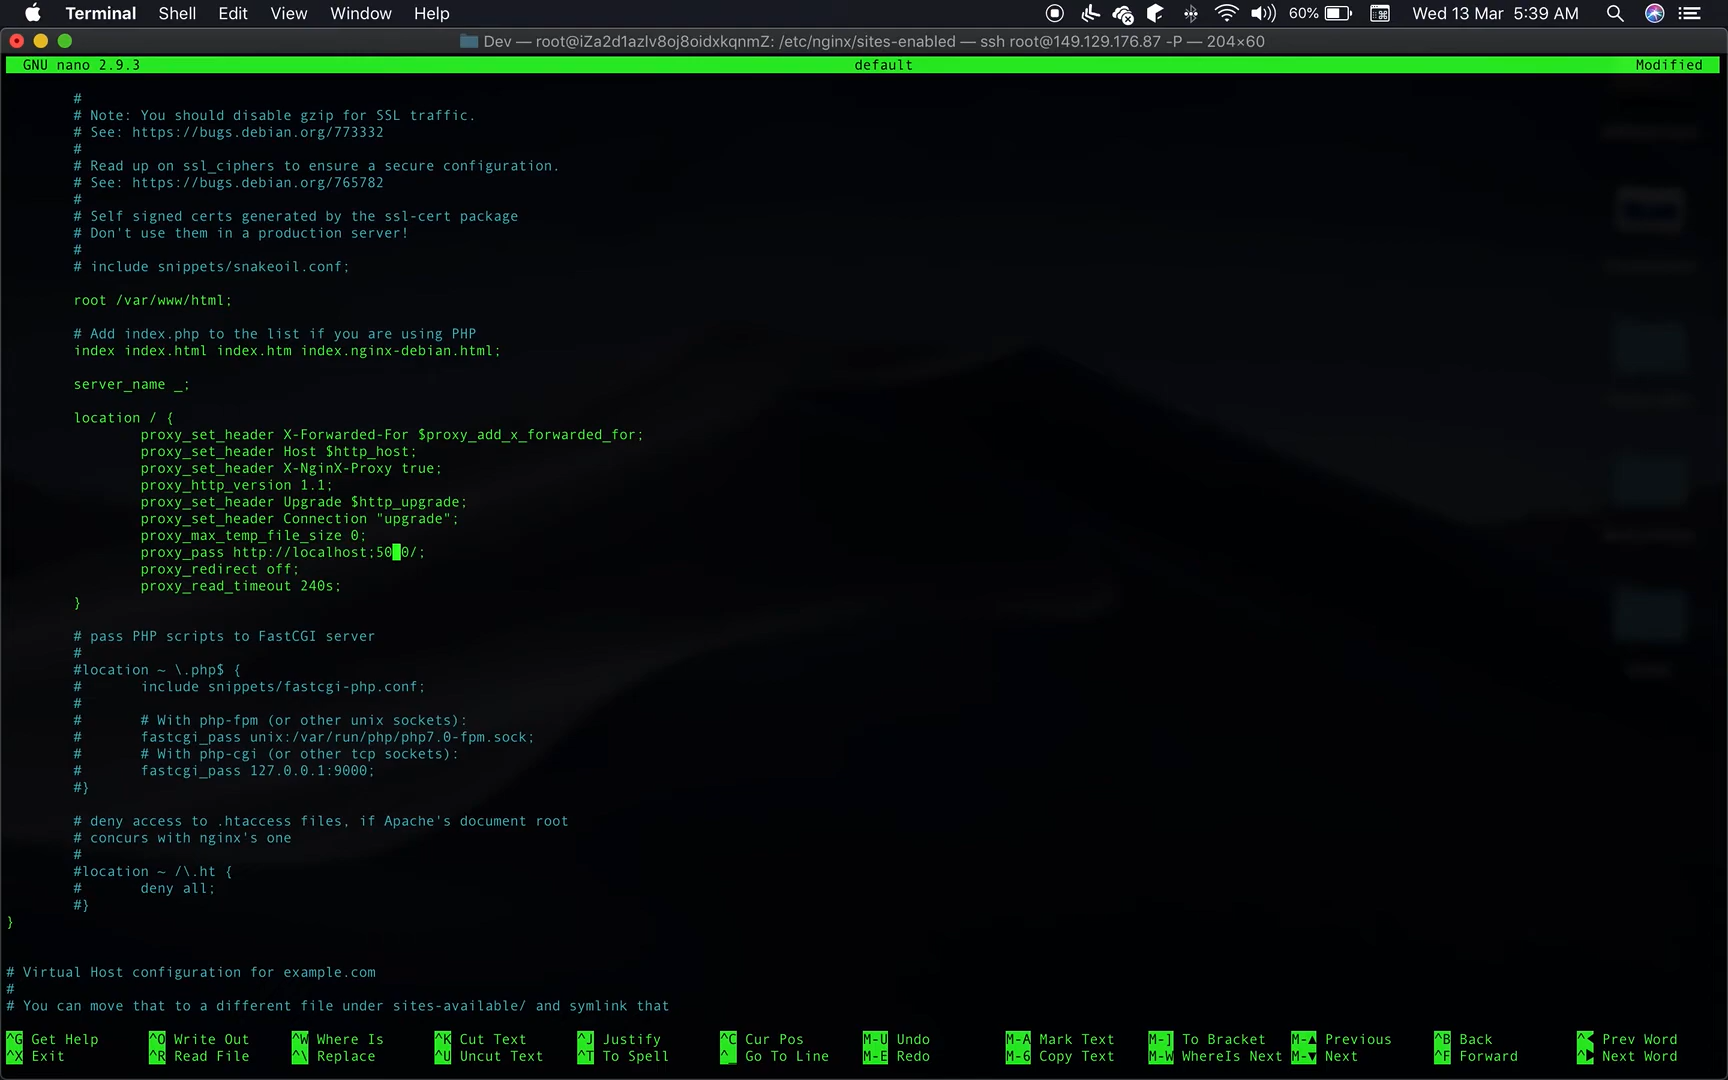 Terminal Shell Edit View Window Help 60% Wed 13 Mar 5:39 AM
Dev — root@iZa2d1azlv8oj8oidxkqnmZ: /etc/nginx/sites-enabled — ssh root@149.129.176.87 -P — 204×60
GNU nano 2.9.3 default Modified
#
# Note: You should disable gzip for SSL traffic.
# See: https://bugs.debian.org/773332
#
# Read up on ssl_ciphers to ensure a secure configuration.
# See: https://bugs.debian.org/765782
#
# Self signed certs generated by the ssl-cert package
# Don't use them in a production server!
#
# include snippets/snakeoil.conf;
root /var/www/html;
# Add index.php to the list if you are using PHP
index index.html index.htm index.nginx-debian.html;
server_name _;
location / {
proxy_set_header X-Forwarded-For $proxy_add_x_forwarded_for;
proxy_set_header Host $http_host;
proxy_set_header X-NginX-Proxy true;
proxy_http_version 1.1;
proxy_set_header Upgrade $http_upgrade;
proxy_set_header Connection "upgrade";
proxy_max_temp_file_size 0;
proxy_pass http://localhost;50 0/;
proxy_redirect off;
proxy_read_timeout 240s;
}
# pass PHP scripts to FastCGI server
#
#location ~ \.php$ {
# include snippets/fastcgi-php.conf;
#
# # With php-fpm (or other unix sockets):
# fastcgi_pass unix:/var/run/php/php7.0-fpm.sock;
# # With php-cgi (or other tcp sockets):
# fastcgi_pass 127.0.0.1:9000;
#}
# deny access to .htaccess files, if Apache's document root
# concurs with nginx's one
#
#location ~ /\.ht {
# deny all;
#}
}
# Virtual Host configuration for example.com
#
# You can move that to a different file under sites-available/ and symlink that
^G Get Help ^O Write Out ^W Where Is ^K Cut Text ^J Justify ^C Cur Pos M-U Undo M-A Mark Text M-] To Bracket M-▲ Previous ^B Back ^◀ Prev Word
^X Exit ^R Read File ^\ Replace ^U Uncut Text ^T To Spell ^_ Go To Line M-E Redo M-6 Copy Text M-W WhereIs Next M-▼ Next ^F Forward ^▶ Next Word